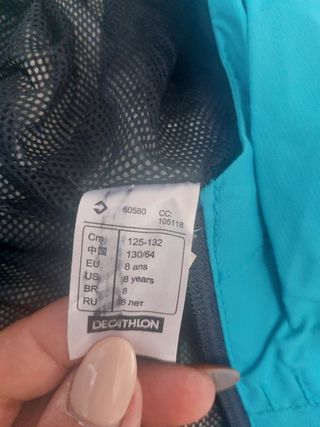 60580 CC:
105118
Cm 125-132
中国 130/64
EU 8 ans
US 8 years
BR 8
RU 8 лет
DECATHLON